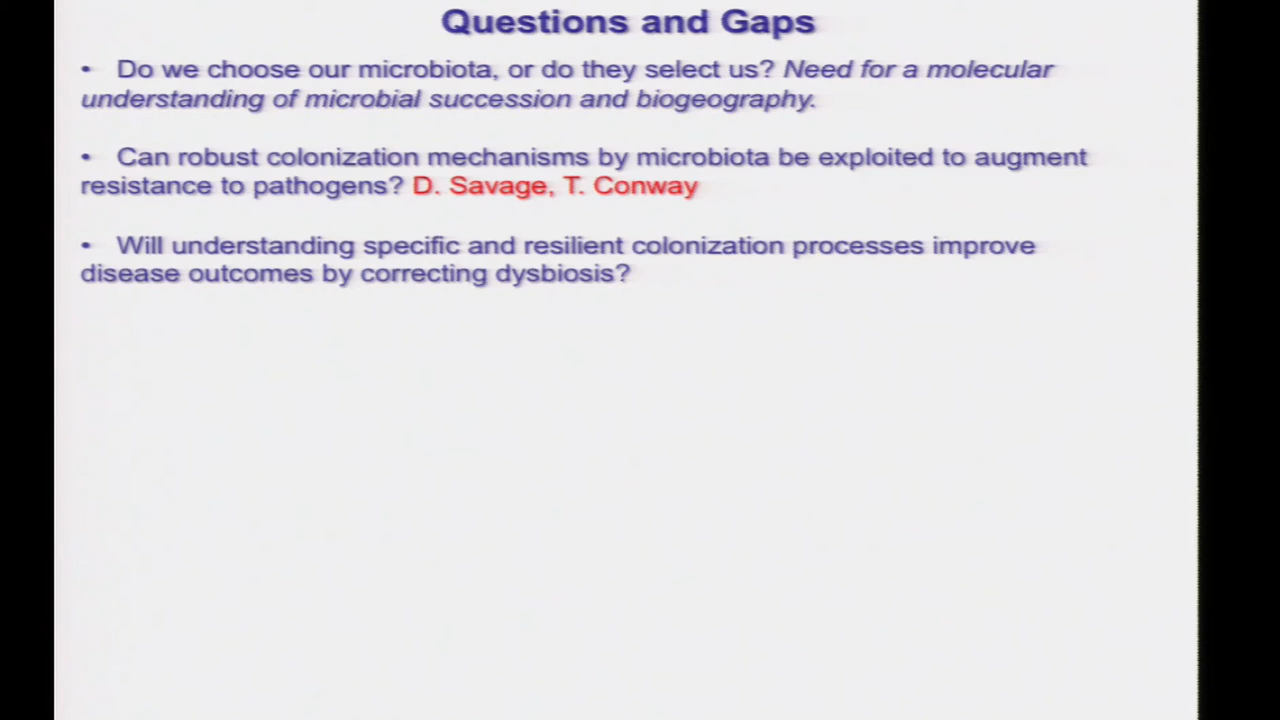 Questions and Gaps
• Do we choose our microbiota, or do they select us? Need for a molecular
understanding of microbial succession and biogeography.
• Can robust colonization mechanisms by microbiota be exploited to augment
resistance to pathogens? D. Savage, T. Conway
• Will understanding specific and resilient colonization processes improve
disease outcomes by correcting dysbiosis?